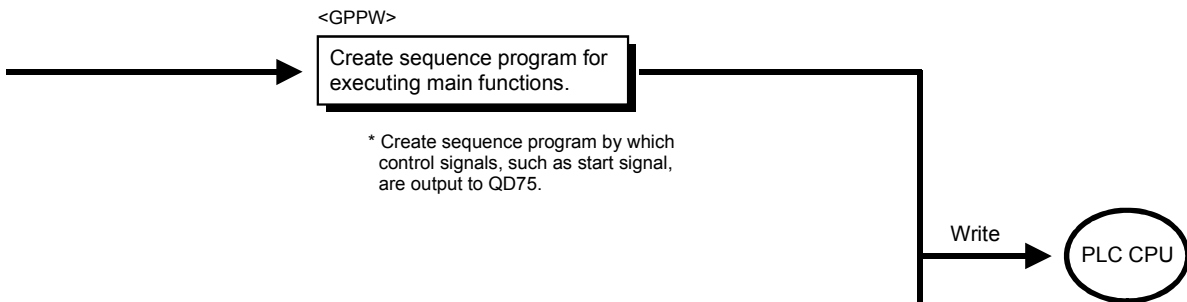 <GPPW>
Create sequence program for
executing main functions.
* Create sequence program by which
control signals, such as start signal,
are output to QD75.
Write
PLC CPU